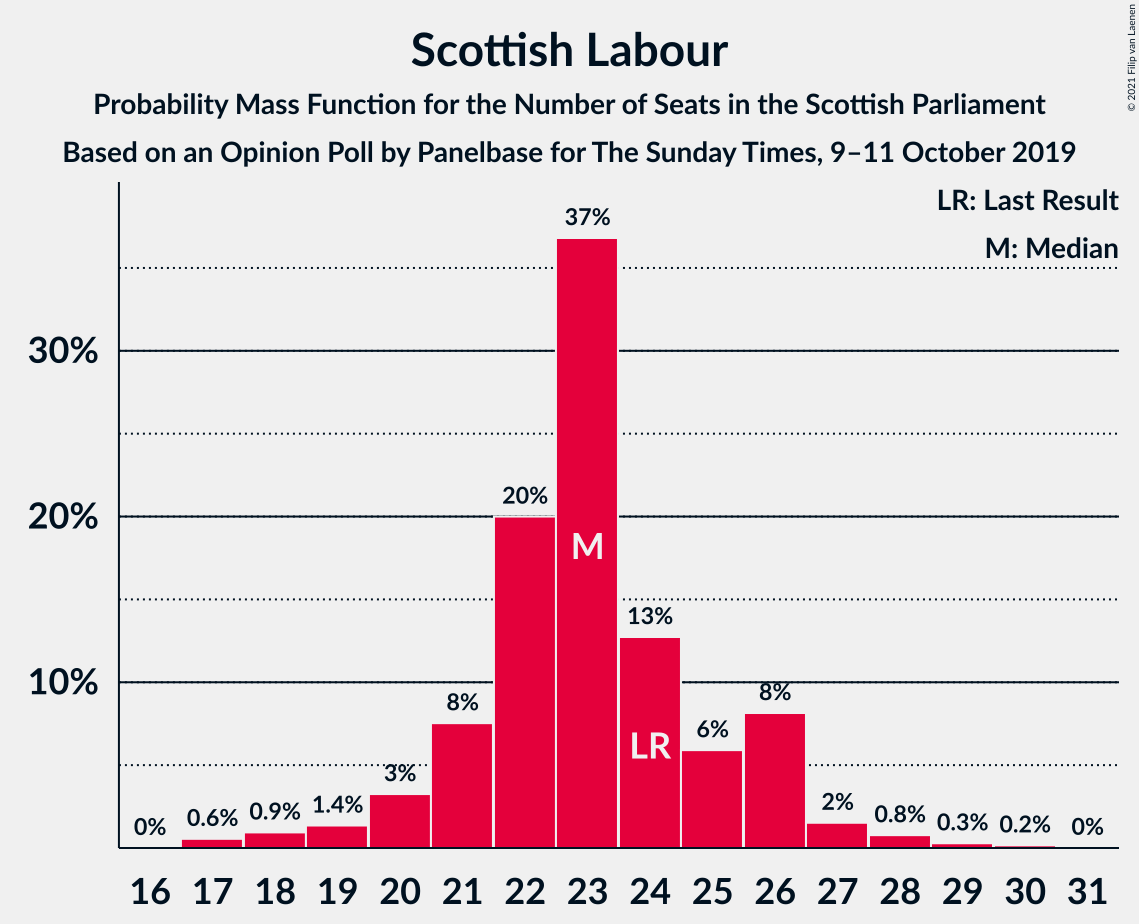 Scottish Labour
Probability Mass Function for the Number of Seats in the Scottish Parliament
Based on an Opinion Poll by Panelbase for The Sunday Times, 9–11 October 2019
© 2021 Filip van Laenen
LR: Last Result
M: Median
37%
30%
20%
20%
M
13%
10%
8%
8%
6%
LR
3%
2%
1.4%
0.9%
0.8%
0.6%
0.3%
0.2%
0%
0%
16 17 18 19 20 21 22 23 24 25 26 27 28 29 30 31